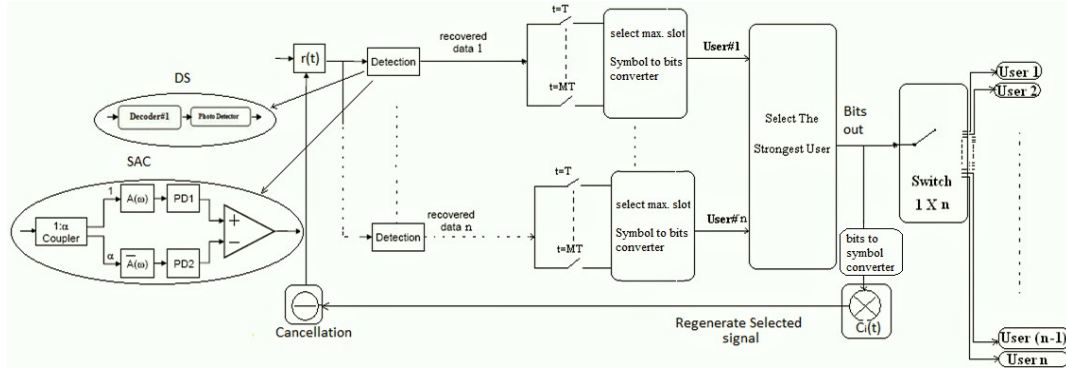 DS
Decoder#1
Photo Detector
SAC
1:α
Coupler
1
A(ω)
PD1
+
−
α
A̅(ω)
PD2
r(t)
Detection
recovered
data 1
t=T
t=MT
select max. slot
Symbol to bits
converter
User#1
Detection
recovered
data n
t=T
t=MT
select max. slot
Symbol to bits
converter
User#n
Select The
Strongest User
Bits
out
bits to
symbol
converter
Ci(t)
Regenerate Selected
signal
Cancellation
Switch
1 X n
User 1
User 2
User (n-1)
User n